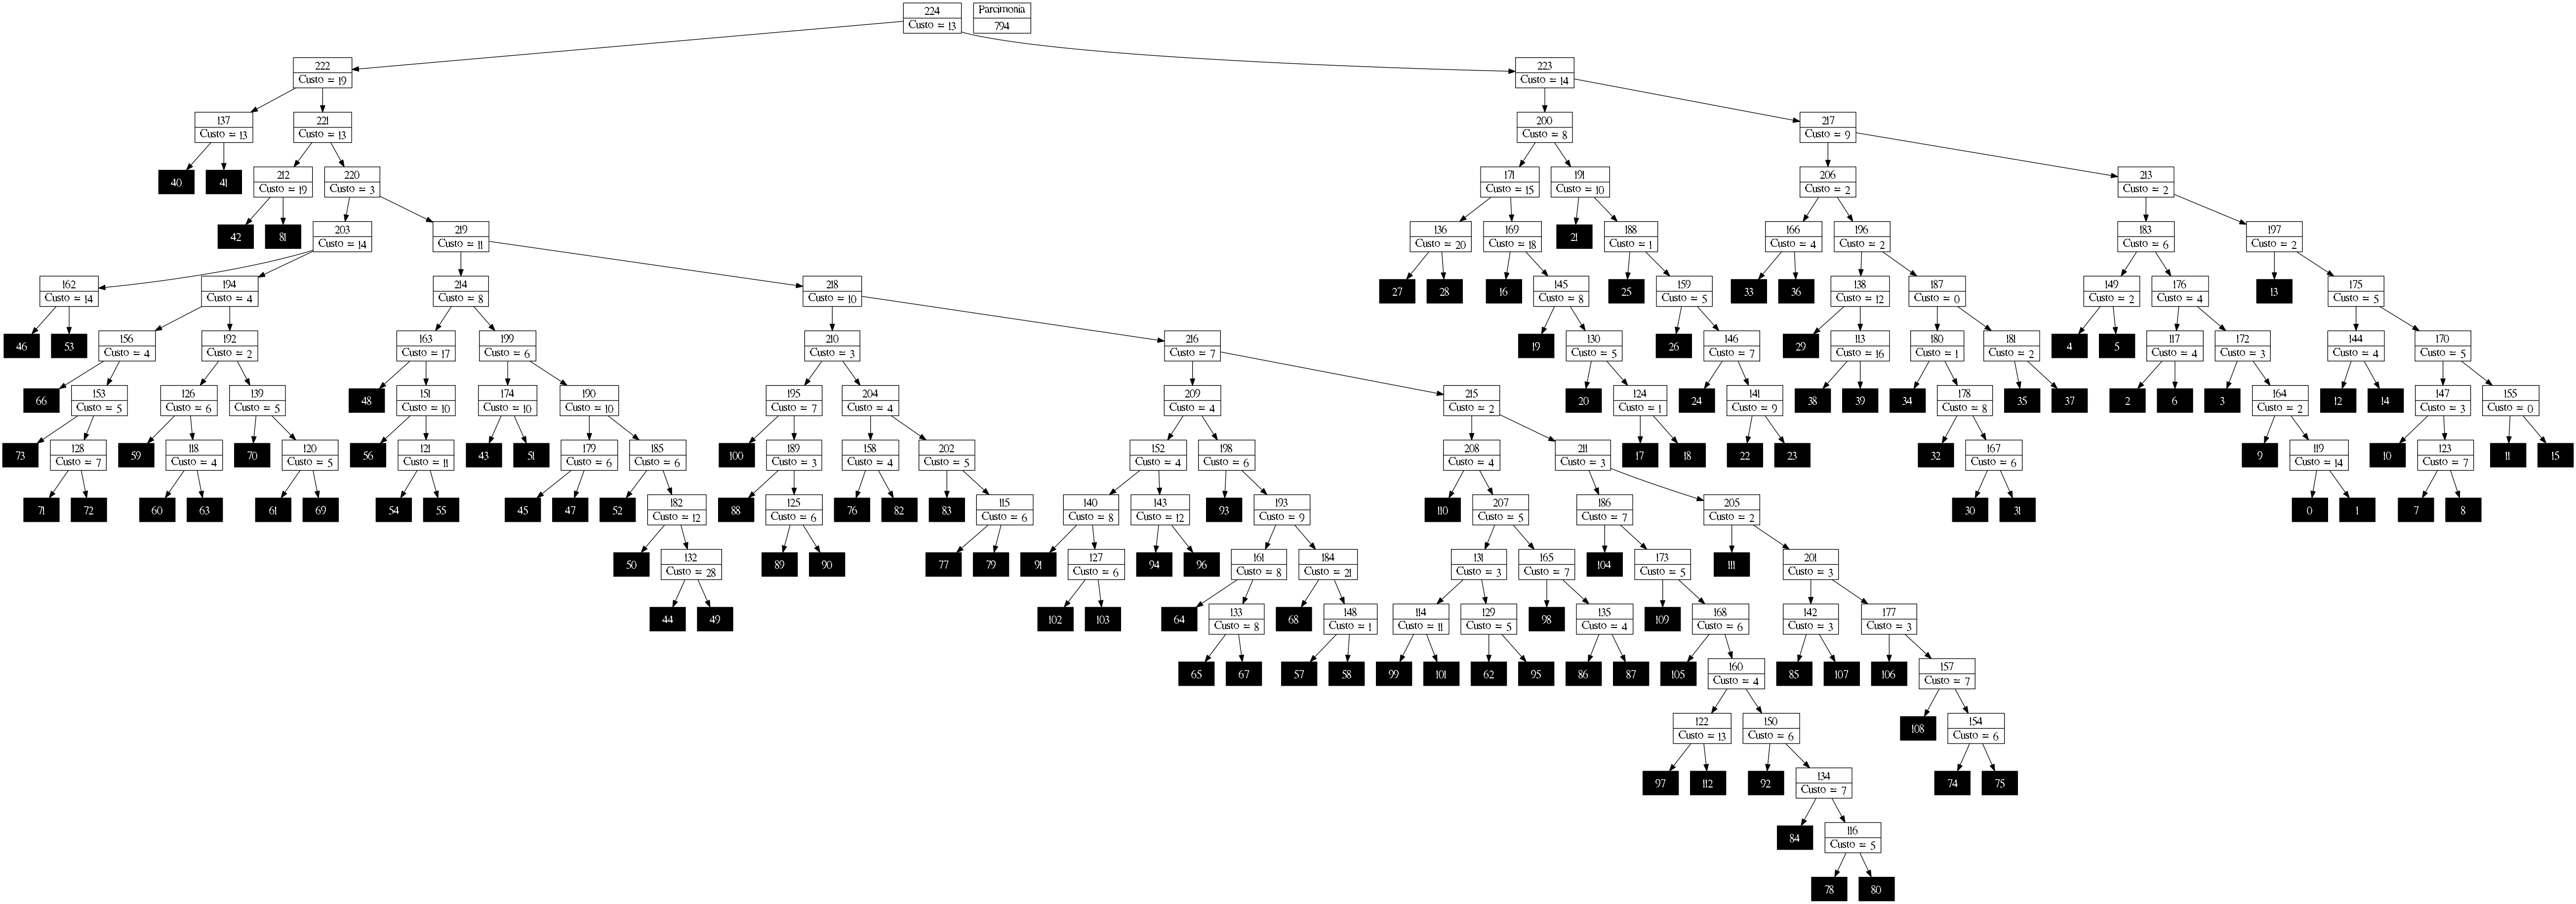 224
Custo = 13
Parcimonia
794
222
Custo = 19
223
Custo = 14
137
Custo = 13
221
Custo = 13
200
Custo = 8
217
Custo = 9
40
41
212
Custo = 19
220
Custo = 3
171
Custo = 15
191
Custo = 10
206
Custo = 2
213
Custo = 2
42
81
203
Custo = 14
219
Custo = 11
136
Custo = 20
169
Custo = 18
21
188
Custo = 1
166
Custo = 4
196
Custo = 2
183
Custo = 6
197
Custo = 2
162
Custo = 14
194
Custo = 4
214
Custo = 8
218
Custo = 10
27
28
16
145
Custo = 8
25
159
Custo = 5
33
36
138
Custo = 12
187
Custo = 0
149
Custo = 2
176
Custo = 4
13
175
Custo = 5
46
53
156
Custo = 4
192
Custo = 2
163
Custo = 17
199
Custo = 6
210
Custo = 3
216
Custo = 7
19
130
Custo = 5
26
146
Custo = 7
29
113
Custo = 16
180
Custo = 1
181
Custo = 2
4
5
117
Custo = 4
172
Custo = 3
144
Custo = 4
170
Custo = 5
66
153
Custo = 5
126
Custo = 6
139
Custo = 5
48
151
Custo = 10
174
Custo = 10
190
Custo = 10
195
Custo = 7
204
Custo = 4
209
Custo = 4
215
Custo = 2
20
124
Custo = 1
24
141
Custo = 9
38
39
34
178
Custo = 8
35
37
2
6
3
164
Custo = 2
12
14
147
Custo = 3
155
Custo = 0
73
128
Custo = 7
59
118
Custo = 4
70
120
Custo = 5
56
121
Custo = 11
43
51
179
Custo = 6
185
Custo = 6
100
189
Custo = 3
158
Custo = 4
202
Custo = 5
152
Custo = 4
198
Custo = 6
208
Custo = 4
211
Custo = 3
17
18
22
23
32
167
Custo = 6
9
119
Custo = 14
10
123
Custo = 7
11
15
71
72
60
63
61
69
54
55
45
47
52
182
Custo = 12
88
125
Custo = 6
76
82
83
115
Custo = 6
140
Custo = 8
143
Custo = 12
93
193
Custo = 9
110
207
Custo = 5
186
Custo = 7
205
Custo = 2
30
31
0
1
7
8
50
132
Custo = 28
89
90
77
79
91
127
Custo = 6
94
96
161
Custo = 8
184
Custo = 21
131
Custo = 3
165
Custo = 7
104
173
Custo = 5
111
201
Custo = 3
44
49
102
103
64
133
Custo = 8
68
148
Custo = 1
114
Custo = 11
129
Custo = 5
98
135
Custo = 4
109
168
Custo = 6
142
Custo = 3
177
Custo = 3
65
67
57
58
99
101
62
95
86
87
105
160
Custo = 4
85
107
106
157
Custo = 7
122
Custo = 13
150
Custo = 6
108
154
Custo = 6
97
112
92
134
Custo = 7
74
75
84
116
Custo = 5
78
80